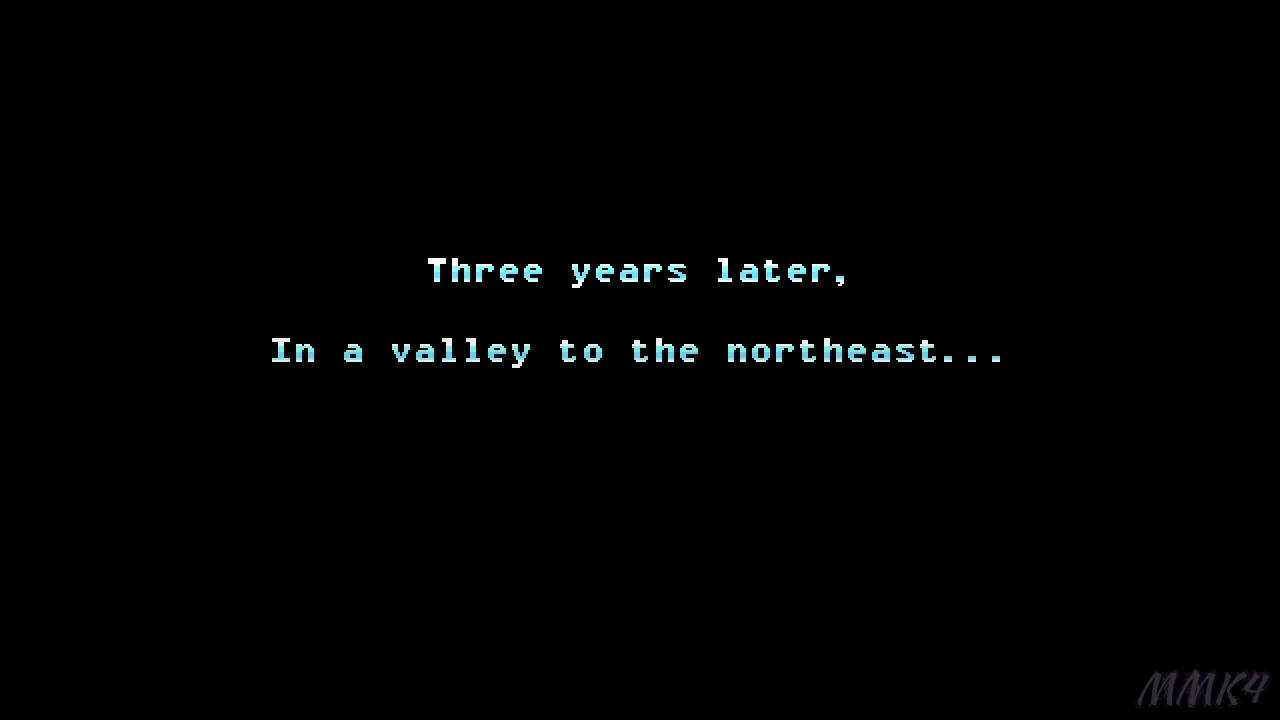 Three years later,
In a valley to the northeast...
MMK4